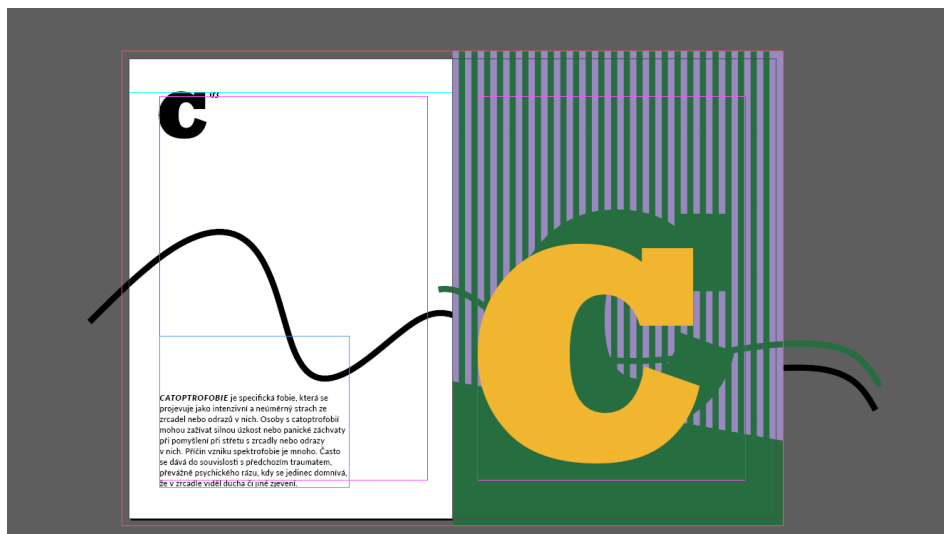 C 03
C
CATOPTROFOBIE je specifická fobie, která se
projevuje jako intenzivní a neúměrný strach ze
zrcadel nebo odrazů v nich. Osoby s catoptrofobií
mohou zažívat silnou úzkost nebo panické záchvaty
při pomyšlení při střetu s zrcadly nebo odrazy
v nich. Příčin vzniku spektrofobie je mnoho. Často
se dává do souvislosti s předchozím traumatem,
převážně psychického rázu, kdy se jedinec domnívá,
že v zrcadle viděl ducha či jiné zjevení.